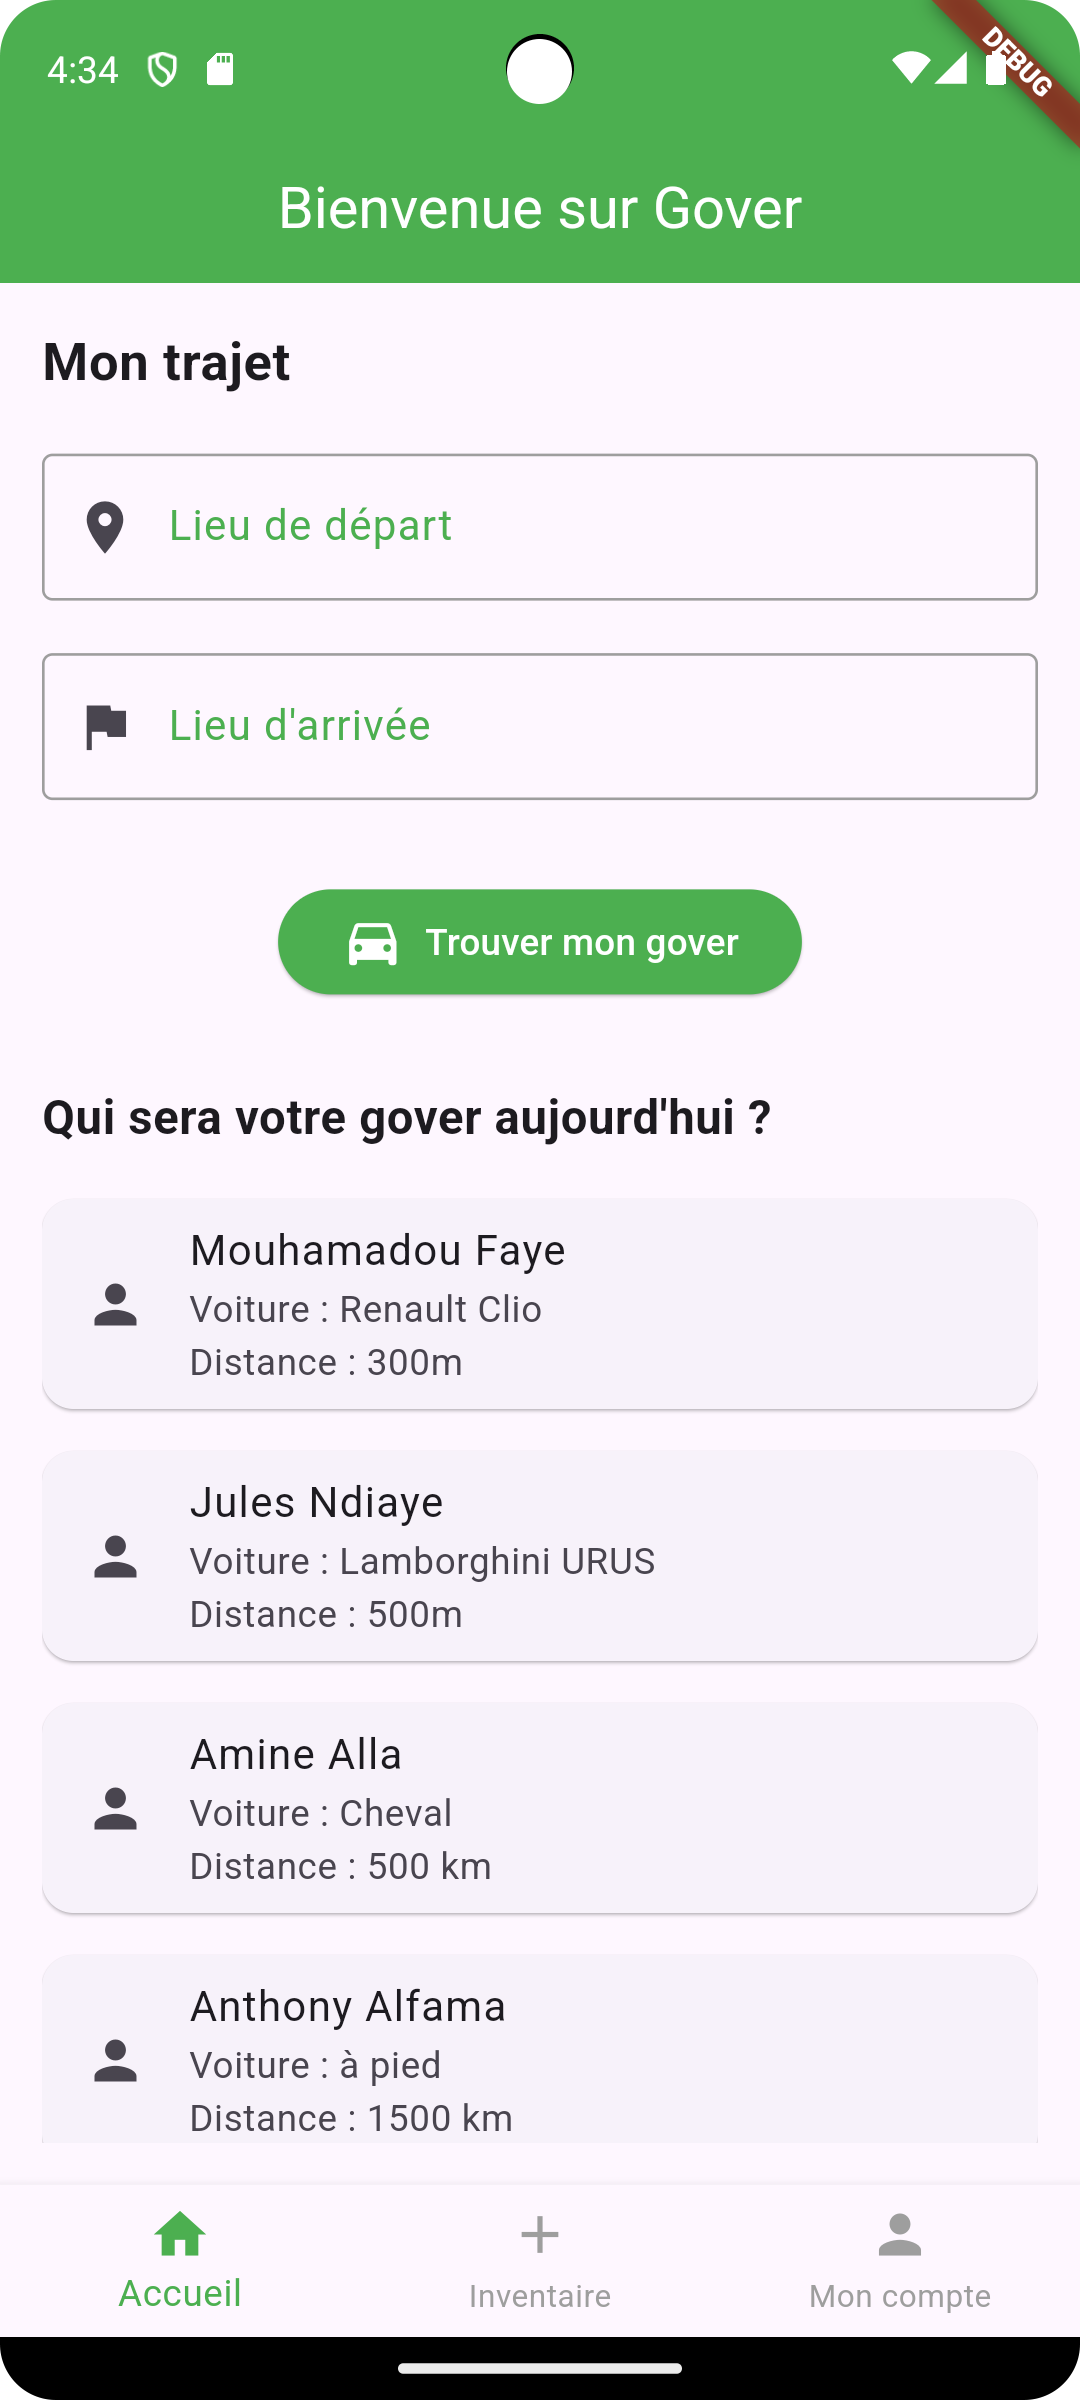 4:34
DEBUG
Bienvenue sur Gover
Mon trajet
Lieu de départ
Lieu d'arrivée
Trouver mon gover
Qui sera votre gover aujourd'hui ?
Mouhamadou Faye
Voiture : Renault Clio
Distance : 300m
Jules Ndiaye
Voiture : Lamborghini URUS
Distance : 500m
Amine Alla
Voiture : Cheval
Distance : 500 km
Anthony Alfama
Voiture : à pied
Distance : 1500 km
Accueil
Inventaire
Mon compte